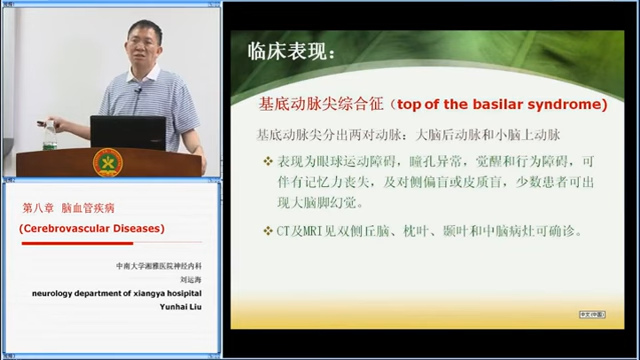 第八章 脑血管疾病
(Cerebrovascular Diseases)
中南大学湘雅医院神经内科
刘运海
neurology department of xiangya hosipital
Yunhai Liu
临床表现：
基底动脉尖综合征（top of the basilar syndrome)
基底动脉尖分出两对动脉：大脑后动脉和小脑上动脉
表现为眼球运动障碍，瞳孔异常，觉醒和行为障碍，可
伴有记忆力丧失，及对侧偏盲或皮质盲，少数患者可出
现大脑脚幻觉。
CT及MRI见双侧丘脑、枕叶、颞叶和中脑病灶可确诊。